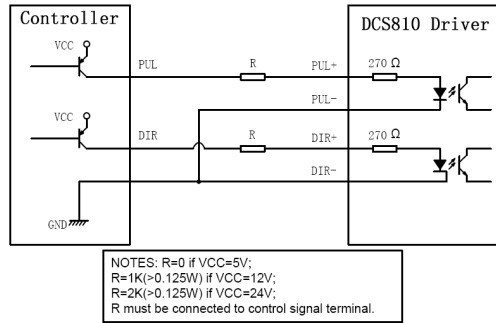 Controller
DCS810 Driver
VCC
PUL
R
PUL+
270 Ω
PUL-
VCC
DIR
R
DIR+
270 Ω
DIR-
GND
NOTES: R=0 if VCC=5V;
R=1K(>0.125W) if VCC=12V;
R=2K(>0.125W) if VCC=24V;
R must be connected to control signal terminal.